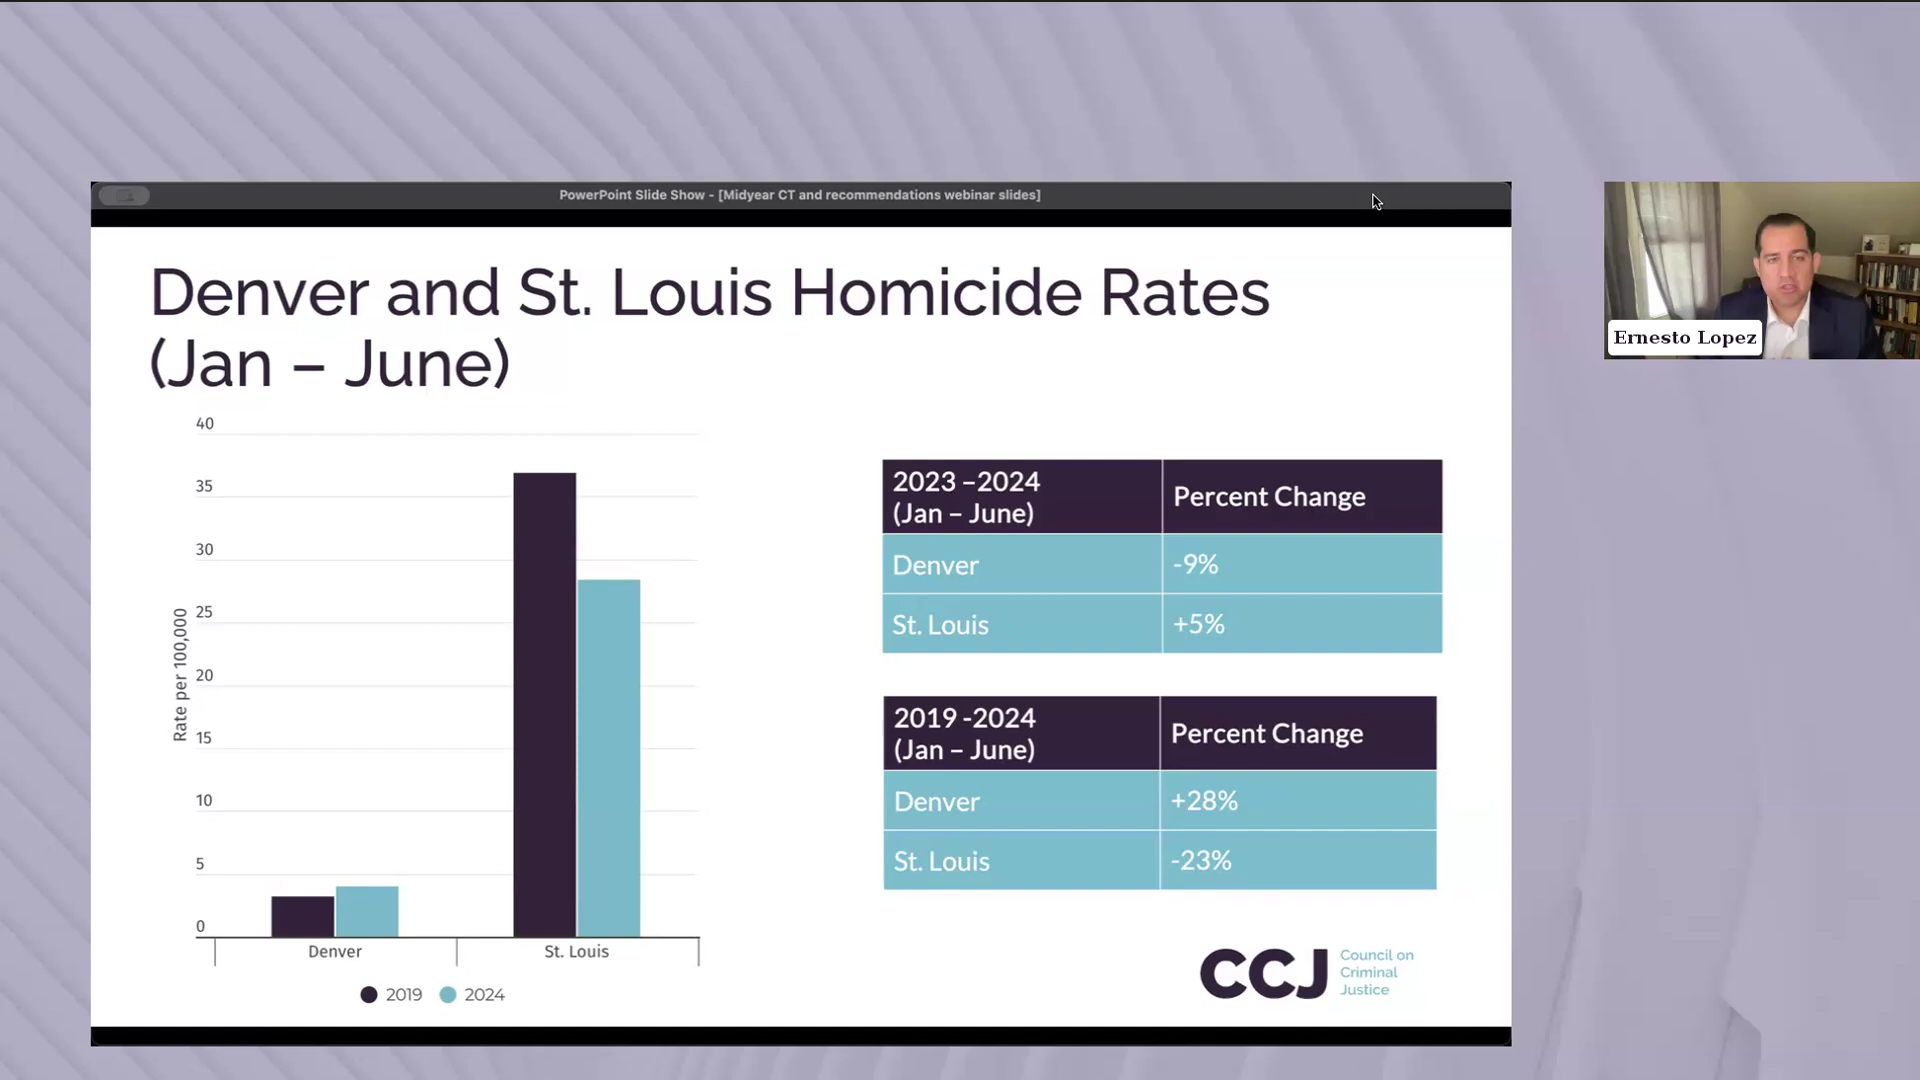 PowerPoint Slide Show - [Midyear CT and recommendations webinar slides]
Denver and St. Louis Homicide Rates
(Jan – June)
40
35
30
25
20
15
10
5
0
Rate per 100,000
Denver
St. Louis
2019
2024
2023 –2024
(Jan – June)
Percent Change
Denver
-9%
St. Louis
+5%
2019 -2024
(Jan – June)
Percent Change
Denver
+28%
St. Louis
-23%
CCJ
Council on
Criminal
Justice
Ernesto Lopez